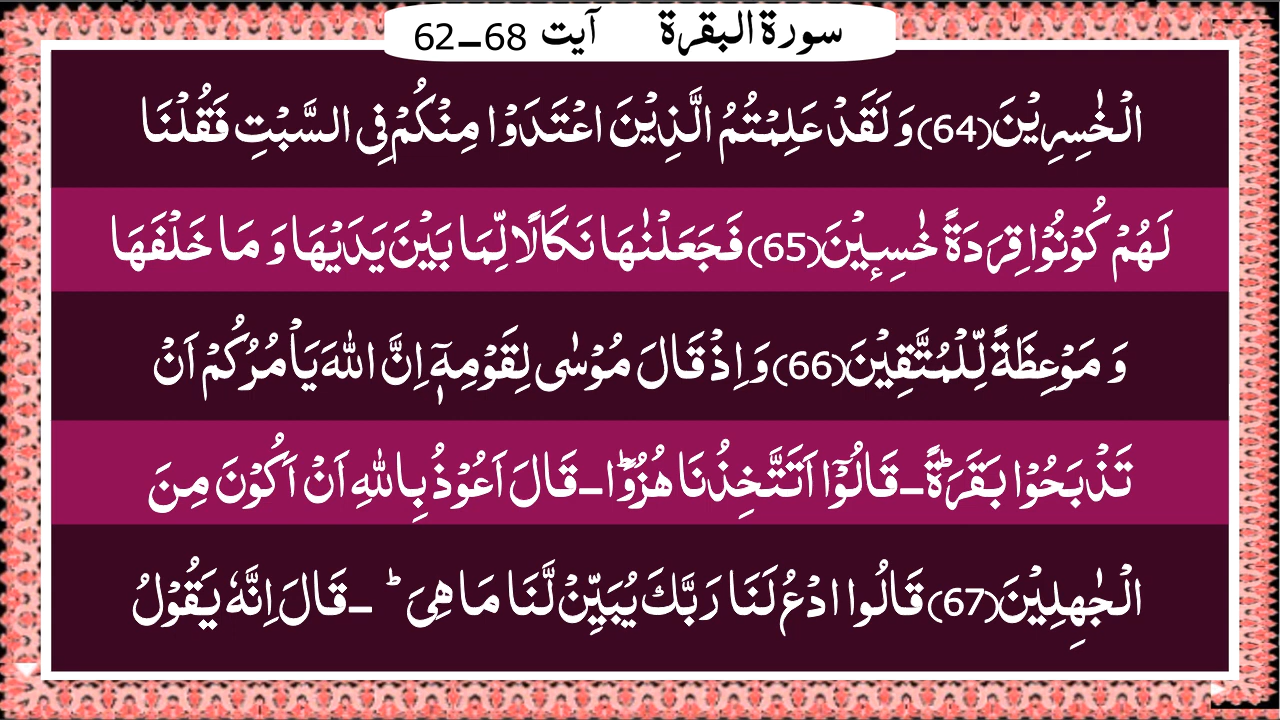 سورة البقرة آیت 62–68
الْخٰسِرِیْنَ(64) وَ لَقَدْ عَلِمْتُمُ الَّذِیْنَ اعْتَدَوْا مِنْكُمْ فِی السَّبْتِ فَقُلْنَا
لَهُمْ كُوْنُوْا قِرَدَةً خٰسِـٕیْنَ(65) فَجَعَلْنٰهَا نَكَالًا لِّمَا بَیْنَ یَدَیْهَا وَ مَا خَلْفَهَا
وَ مَوْعِظَةً لِّلْمُتَّقِیْنَ(66) وَ اِذْ قَالَ مُوْسٰى لِقَوْمِهٖۤ اِنَّ اللّٰهَ یَاْمُرُكُمْ اَنْ
تَذْبَحُوْا بَقَرَةًؕ–قَالُوْۤا اَتَتَّخِذُنَا هُزُوًؕا–قَالَ اَعُوْذُ بِاللّٰهِ اَنْ اَكُوْنَ مِنَ
الْجٰهِلِیْنَ(67) قَالُوا ادْعُ لَنَا رَبَّكَ یُبَیِّنْ لَّنَا مَا هِیَ ؕ –قَالَ اِنَّهٗ یَقُوْلُ